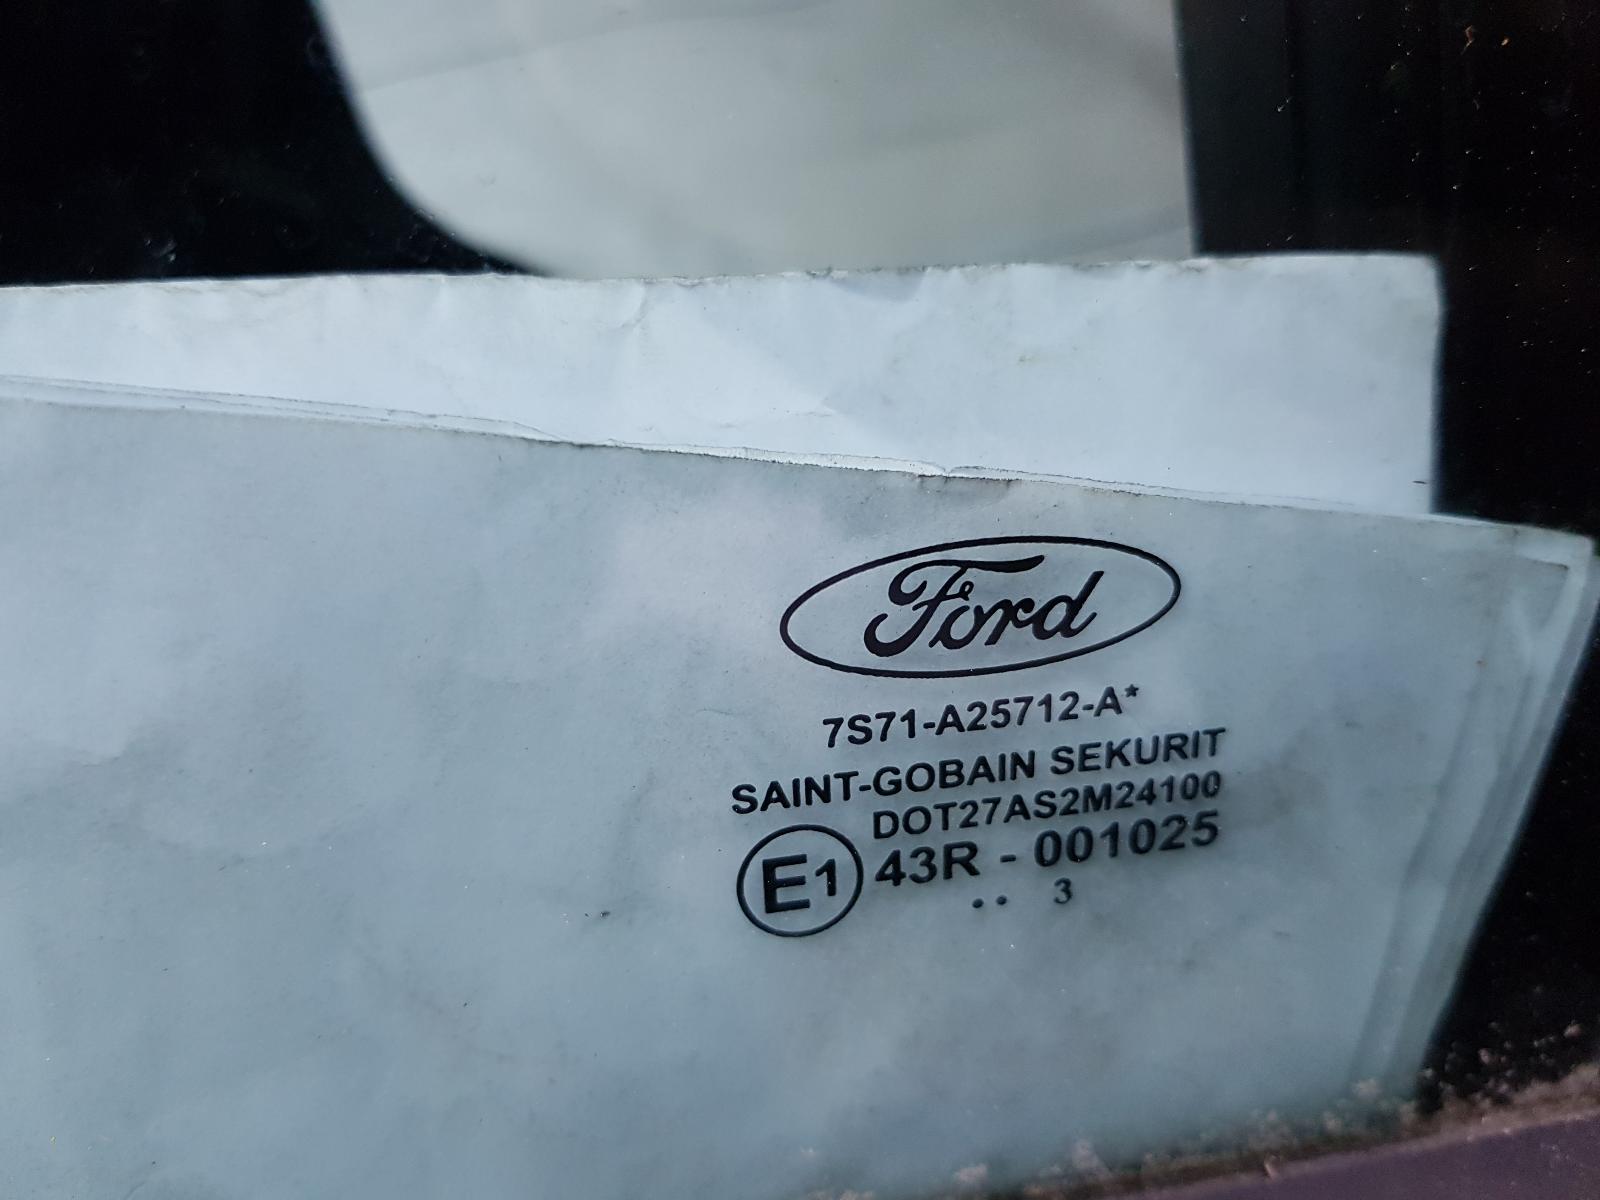 Ford
7S71-A25712-A*
SAINT-GOBAIN SEKURIT
DOT27AS2M24100
E1 43R - 001025
.. 3